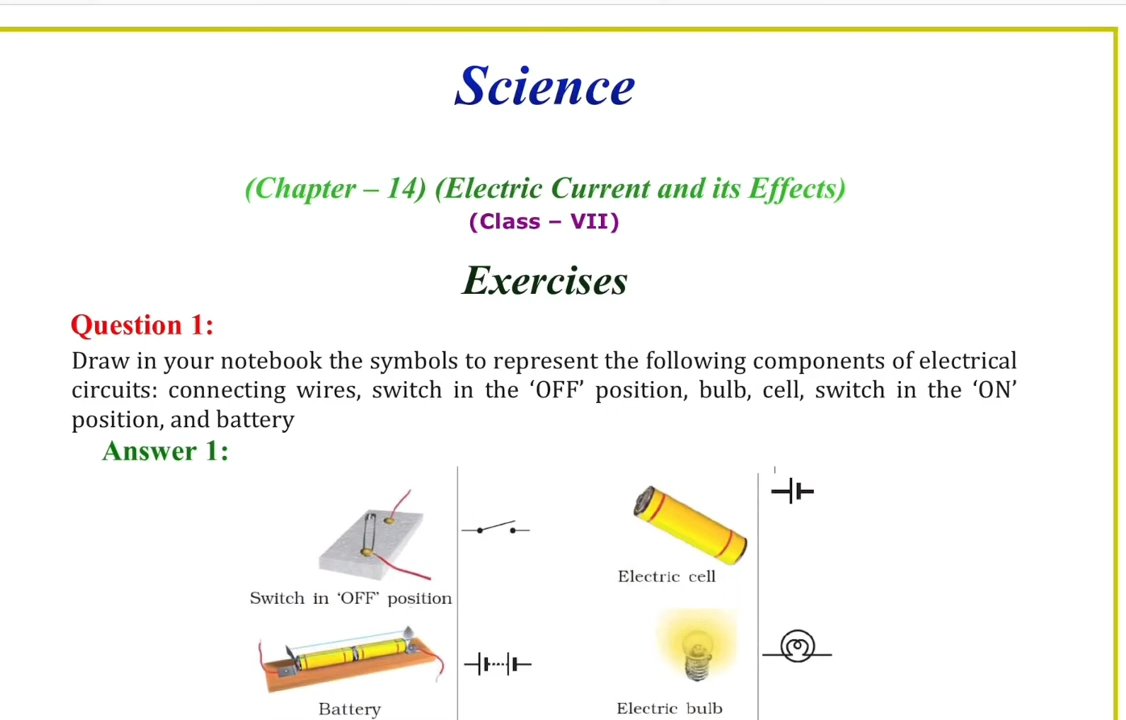 Science
(Chapter – 14) (Electric Current and its Effects)
(Class – VII)
Exercises
Question 1:
Draw in your notebook the symbols to represent the following components of electrical
circuits: connecting wires, switch in the ‘OFF’ position, bulb, cell, switch in the ‘ON’
position, and battery
Answer 1:
Electric cell
Switch in ‘OFF’ position
Electric bulb
Battery